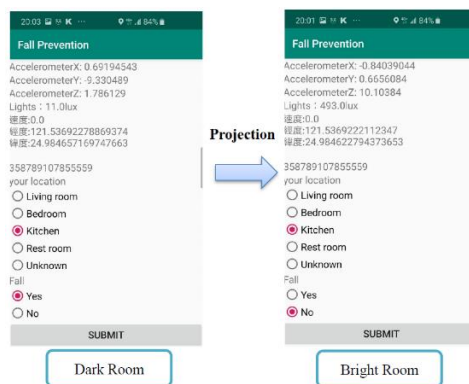 20:03 K ... 84%
Fall Prevention
AccelerometerX: 0.69194543
AccelerometerY: -9.330489
AccelerometerZ: 1.786129
Lights：11.0lux
速度:0.0
經度:121.53692278869374
緯度:24.984657169747663
358789107855559
your location
Living room
Bedroom
Kitchen
Rest room
Unknown
Fall
Yes
No
SUBMIT
Dark Room
Projection
20:01 K ... 84%
Fall Prevention
AccelerometerX: -0.84039044
AccelerometerY: 0.6656084
AccelerometerZ: 10.10384
Lights：493.0lux
速度:0.0
經度:121.5369222112347
緯度:24.984622794373653
358789107855559
your location
Living room
Bedroom
Kitchen
Rest room
Unknown
Fall
Yes
No
SUBMIT
Bright Room